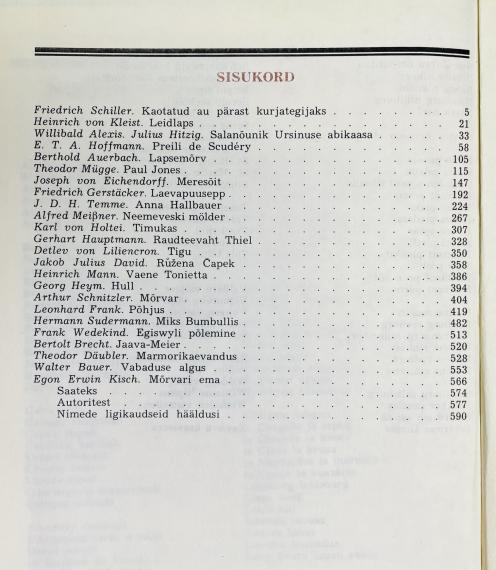 SISUKORD
Friedrich Schiller. Kaotatud au pärast kurjategijaks . . . . . . . 5
Heinrich von Kleist. Leidlaps . . . . . . . . . . . . . . 21
Willibald Alexis. Julius Hitzig. Salanõunik Ursinuse abikaasa . . . . . 33
E. T. A. Hoffmann. Preili de Scudéry . . . . . . . . . . . 58
Berthold Auerbach. Lapsemõrv . . . . . . . . . . . . . 105
Theodor Mügge. Paul Jones . . . . . . . . . . . . . . 115
Joseph von Eichendorff. Meresõit . . . . . . . . . . . . 147
Friedrich Gerstäcker. Laevapuusepp . . . . . . . . . . . . 192
J. D. H. Temme. Anna Hallbauer . . . . . . . . . . . . . 224
Alfred Meißner. Neemeveski mölder . . . . . . . . . . . . 267
Karl von Holtei. Timukas . . . . . . . . . . . . . . 307
Gerhart Hauptmann. Raudteevaht Thiel . . . . . . . . . . . 328
Detlev von Liliencron. Tigu . . . . . . . . . . . . . 350
Jakob Julius David. Růžena Čapek . . . . . . . . . . . . 358
Heinrich Mann. Vaene Tonietta . . . . . . . . . . . . . 386
Georg Heym. Hull . . . . . . . . . . . . . . . . 394
Arthur Schnitzler. Mõrvar . . . . . . . . . . . . . . 404
Leonhard Frank. Põhjus . . . . . . . . . . . . . . . 419
Hermann Sudermann. Miks Bumbullis . . . . . . . . . . . . 482
Frank Wedekind. Egiswyli põlemine . . . . . . . . . . . . 513
Bertolt Brecht. Jaava-Meier . . . . . . . . . . . . . . 520
Theodor Däubler. Marmorikaevandus . . . . . . . . . . . . 528
Walter Bauer. Vabaduse algus . . . . . . . . . . . . . 553
Egon Erwin Kisch. Mõrvari ema . . . . . . . . . . . . . 566
Saateks . . . . . . . . . . . . . . . . . 574
Autoritest . . . . . . . . . . . . . . . . 577
Nimede ligikaudseid hääldusi . . . . . . . . . . . . . 590